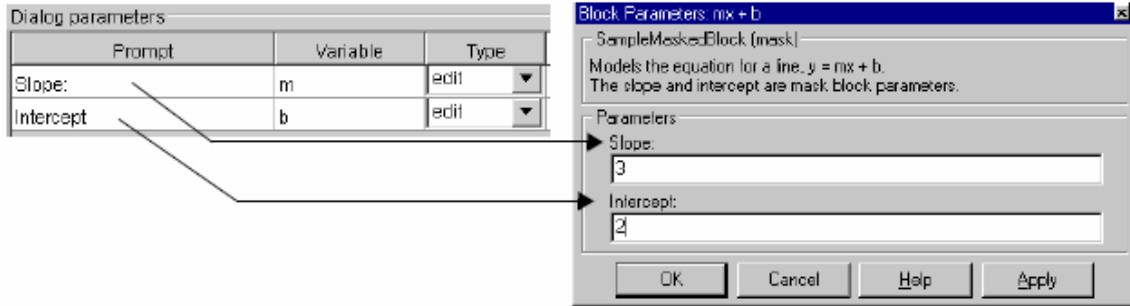 Dialog parameters
Prompt Variable Type
Slope: m edit
Intercept b edit
Block Parameters: mx + b
SampleMaskedBlock (mask)
Models the equation for a line, y = mx + b.
The slope and intercept are mask block parameters.
Parameters
Slope:
3
Intercept:
2
OK Cancel Help Apply